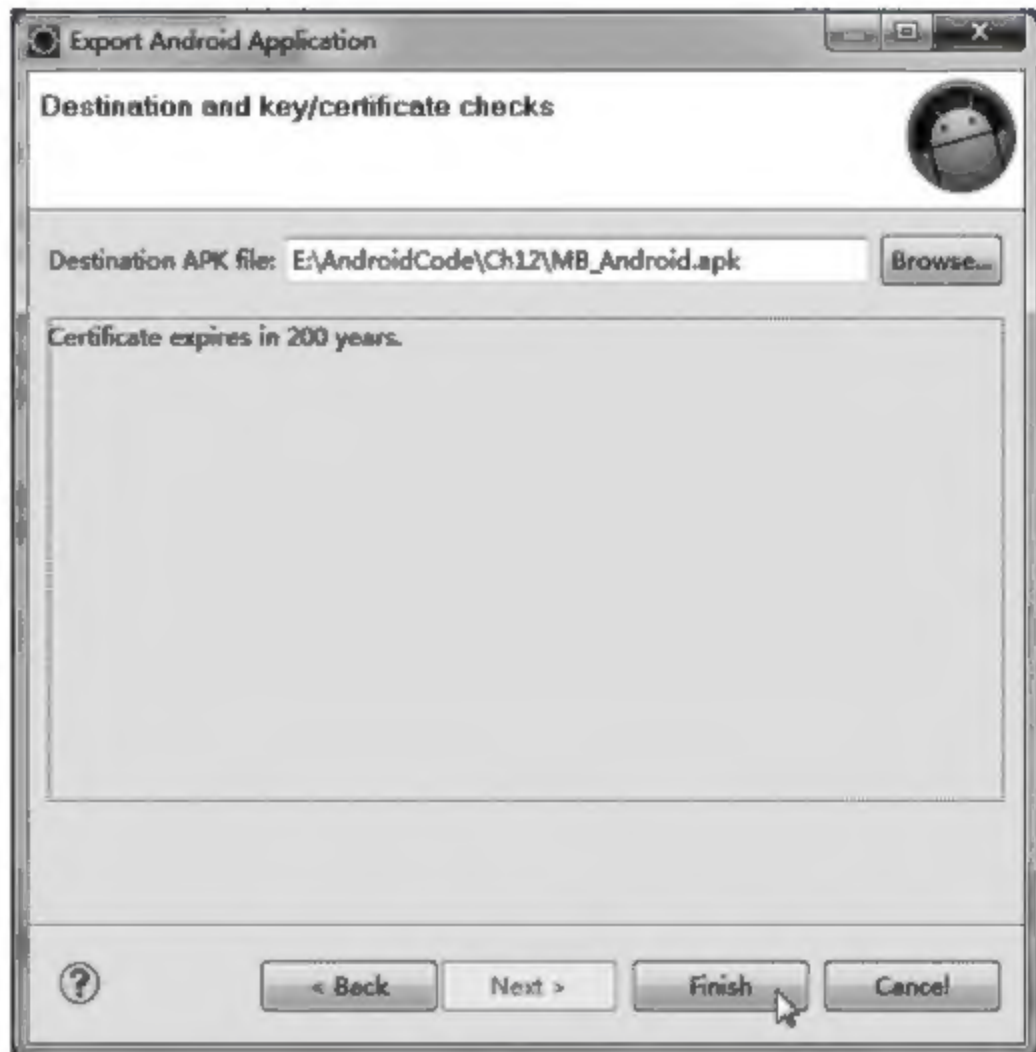 Export Android Application
Destination and key/certificate checks
Destination APK file: E:\AndroidCode\Ch12\MB_Android.apk Browse...
Certificate expires in 200 years.
? < Back Next > Finish Cancel